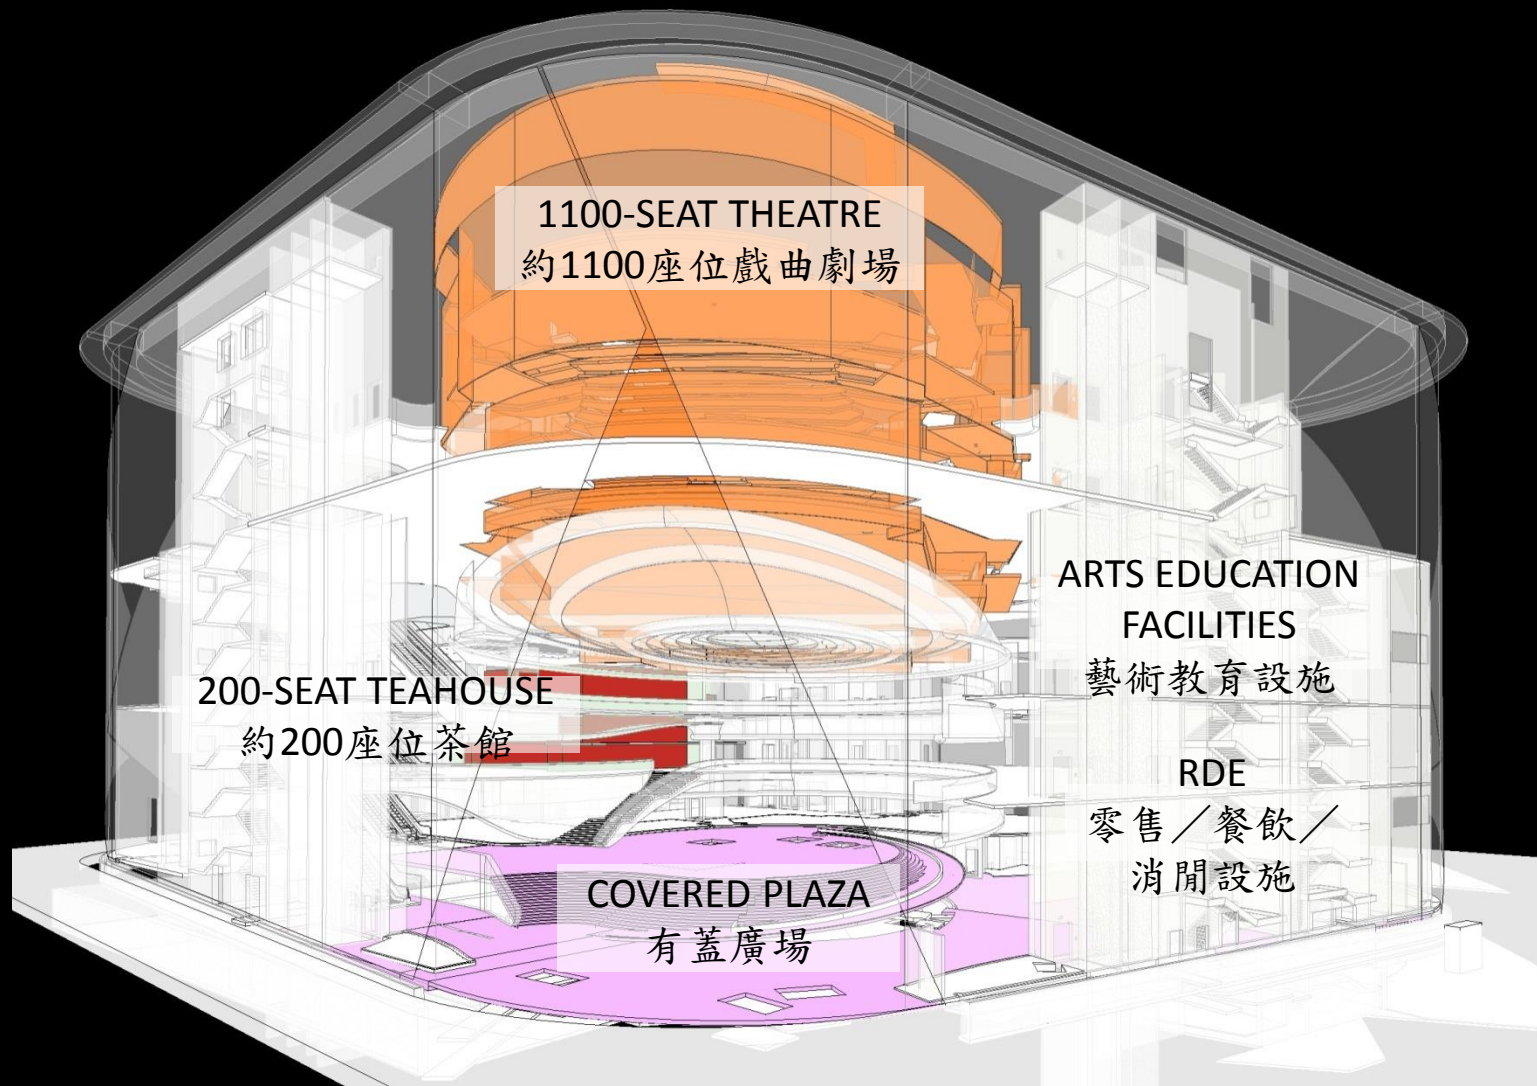 1100-SEAT THEATRE
約1100座位戲曲劇場
200-SEAT TEAHOUSE
約200座位茶館
COVERED PLAZA
有蓋廣場
ARTS EDUCATION
FACILITIES
藝術教育設施
RDE
零售／餐飲／
消閒設施